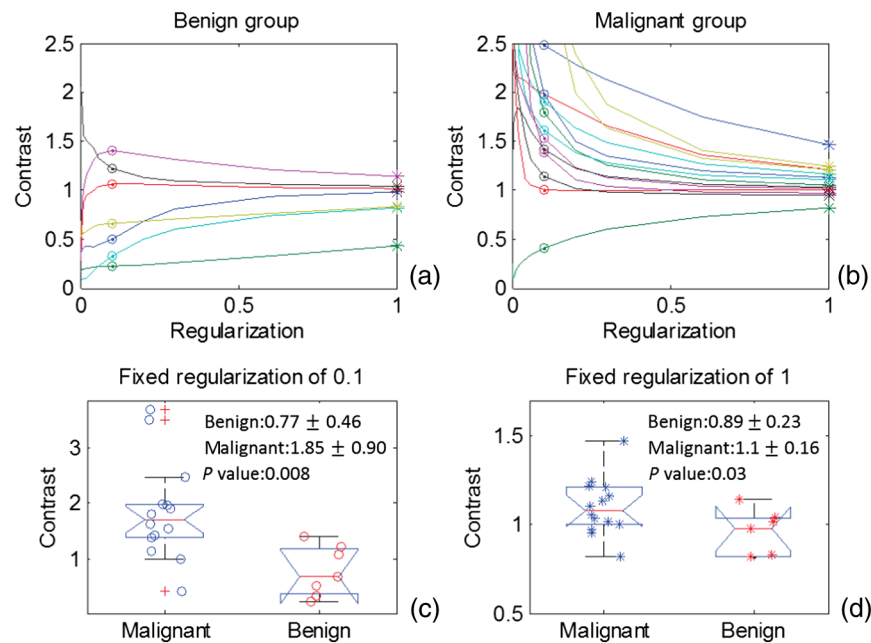 Benign group
2.5
2
1.5
1
0.5
0
Contrast
0 0.5 1
Regularization
(a)
Malignant group
2.5
2
1.5
1
0.5
0
Contrast
0 0.5 1
Regularization
(b)
Fixed regularization of 0.1
Benign:0.77 ± 0.46
Malignant:1.85 ± 0.90
P value:0.008
3
2
1
Contrast
Malignant Benign
(c)
Fixed regularization of 1
Benign:0.89 ± 0.23
Malignant:1.1 ± 0.16
P value:0.03
1.5
1
0.5
Contrast
Malignant Benign
(d)